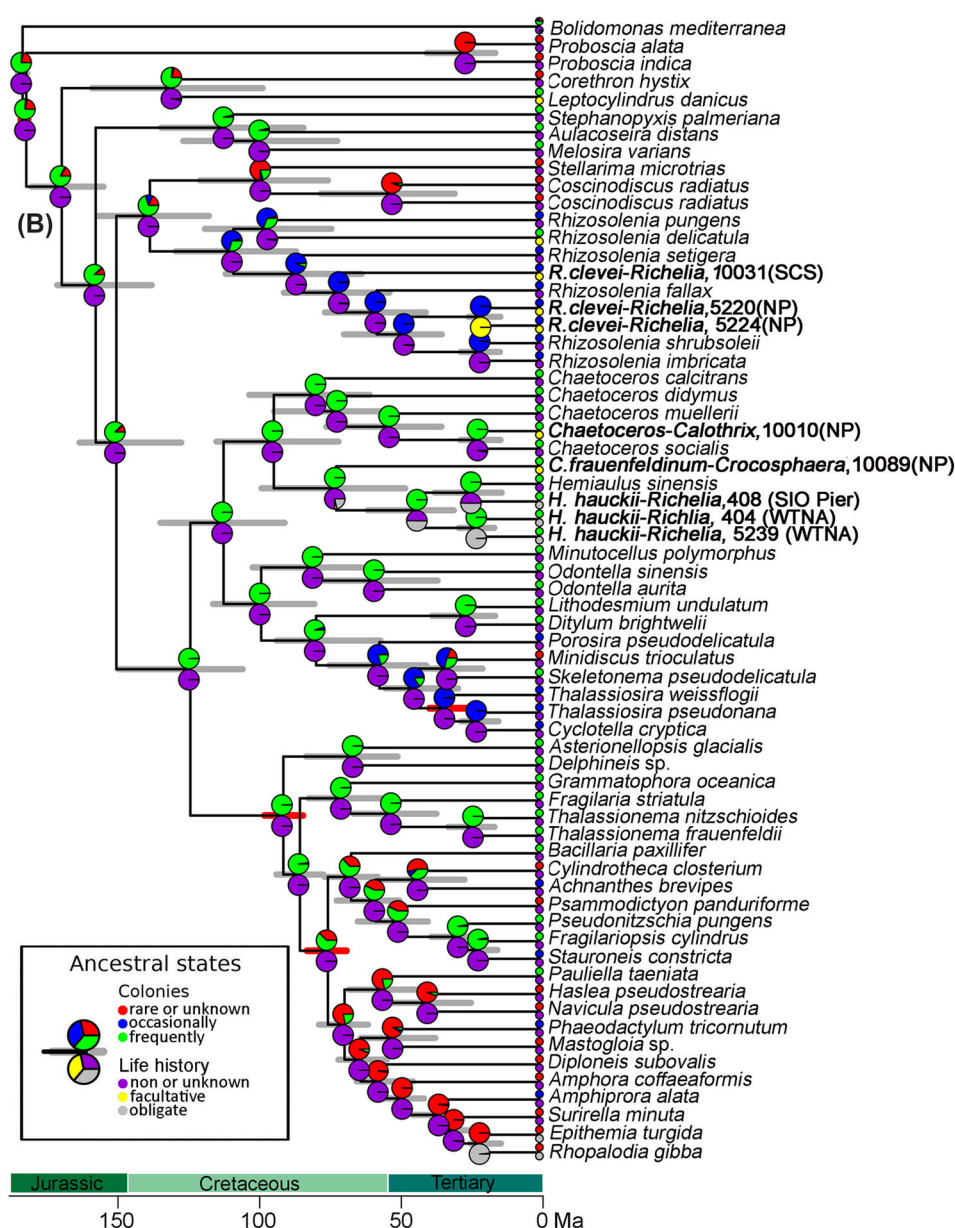 Bolidomonas mediterranea
Proboscia alata
Proboscia indica
Corethron hystix
Leptocylindrus danicus
Stephanopyxis palmeriana
Aulacoseira distans
Melosira varians
Stellarima microtrias
Coscinodiscus radiatus
Coscinodiscus radiatus
(B)
Rhizosolenia pungens
Rhizosolenia delicatula
Rhizosolenia setigera
R.clevei-Richelia,10031(SCS)
Rhizosolenia fallax
R.clevei-Richelia,5220(NP)
R.clevei-Richelia, 5224(NP)
Rhizosolenia shrubsoleii
Rhizosolenia imbricata
Chaetoceros calcitrans
Chaetoceros didymus
Chaetoceros muellerii
Chaetoceros-Calothrix,10010(NP)
Chaetoceros socialis
C.frauenfeldinum-Crocosphaera,10089(NP)
Hemiaulus sinensis
H. hauckii-Richelia,408 (SIO Pier)
H. hauckii-Richlia, 404 (WTNA)
H. hauckii-Richelia, 5239 (WTNA)
Minutocellus polymorphus
Odontella sinensis
Odontella aurita
Lithodesmium undulatum
Ditylum brightwelii
Porosira pseudodelicatula
Minidiscus trioculatus
Skeletonema pseudodelicatula
Thalassiosira weissflogii
Thalassiosira pseudonana
Cyclotella cryptica
Asterionellopsis glacialis
Delphineis sp.
Grammatophora oceanica
Fragilaria striatula
Thalassionema nitzschioides
Thalassionema frauenfeldii
Bacillaria paxillifer
Cylindrotheca closterium
Achnanthes brevipes
Psammodictyon panduriforme
Pseudonitzschia pungens
Fragilariopsis cylindrus
Stauroneis constricta
Pauliella taeniata
Haslea pseudostrearia
Navicula pseudostrearia
Phaeodactylum tricornutum
Mastogloia sp.
Diploneis subovalis
Amphora coffaeaformis
Amphiprora alata
Surirella minuta
Epithemia turgida
Rhopalodia gibba
Ancestral states
Colonies
rare or unknown
occasionally
frequently
Life history
non or unknown
facultative
obligate
Jurassic Cretaceous Tertiary
150 100 50 0 Ma